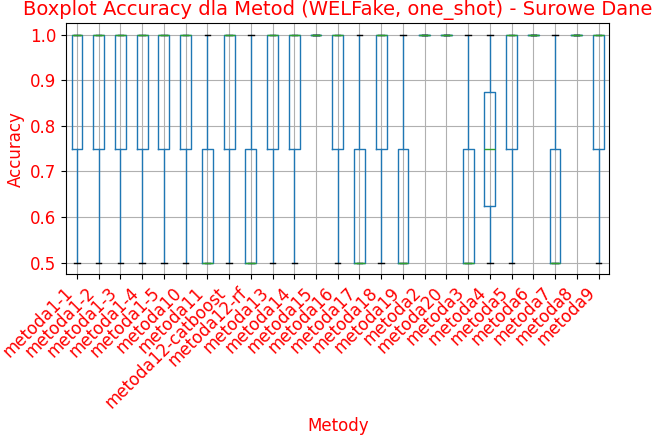 Boxplot Accuracy dla Metod (WELFake, one_shot) - Surowe Dane
Accuracy
1.0
0.9
0.8
0.7
0.6
0.5
metoda1-1
metoda1-2
metoda1-3
metoda1-4
metoda1-5
metoda10
metoda11
metoda12-catboost
metoda12-rf
metoda13
metoda14
metoda15
metoda16
metoda17
metoda18
metoda19
metoda2
metoda20
metoda3
metoda4
metoda5
metoda6
metoda7
metoda8
metoda9
Metody